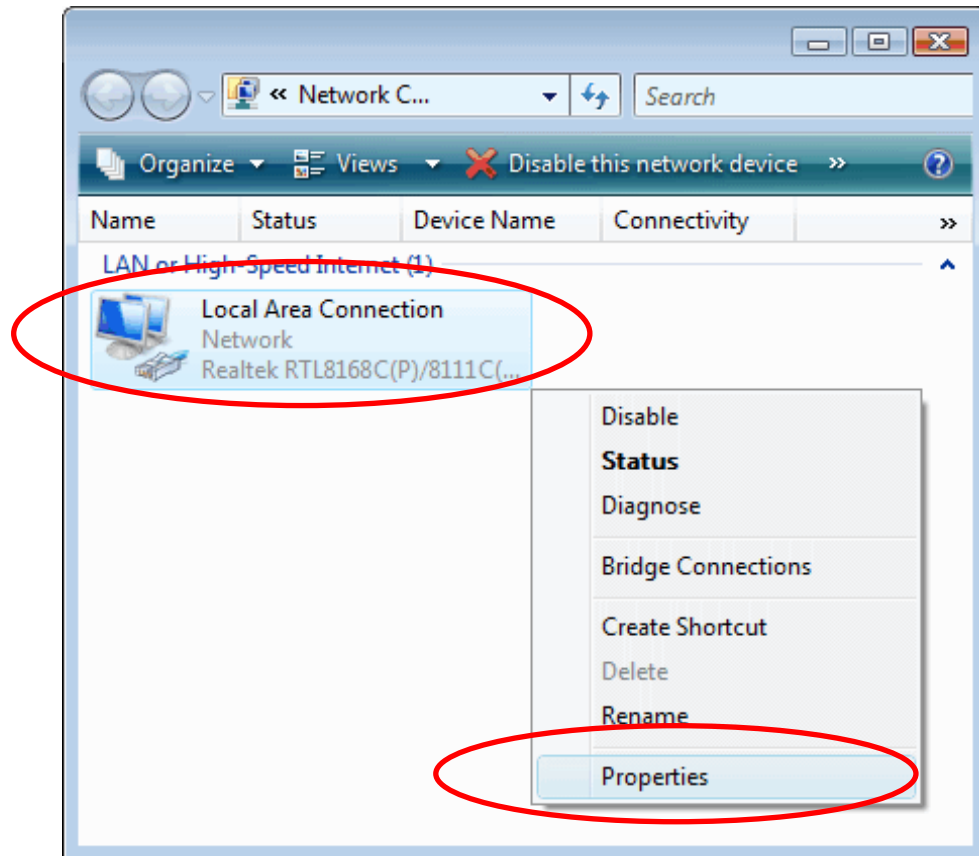 « Network C...
Search
Organize Views Disable this network device »
Name Status Device Name Connectivity »
LAN or High-Speed Internet (1)
Local Area Connection
Network
Realtek RTL8168C(P)/8111C(...
Disable
Status
Diagnose
Bridge Connections
Create Shortcut
Delete
Rename
Properties